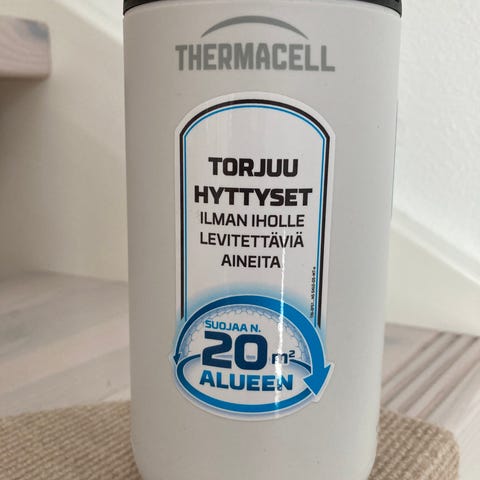 THERMACELL
TORJUU
HYTTYSET
ILMAN IHOLLE
LEVITETTÄVIÄ
AINEITA
SUOJAA N.
20 m²
ALUEEN